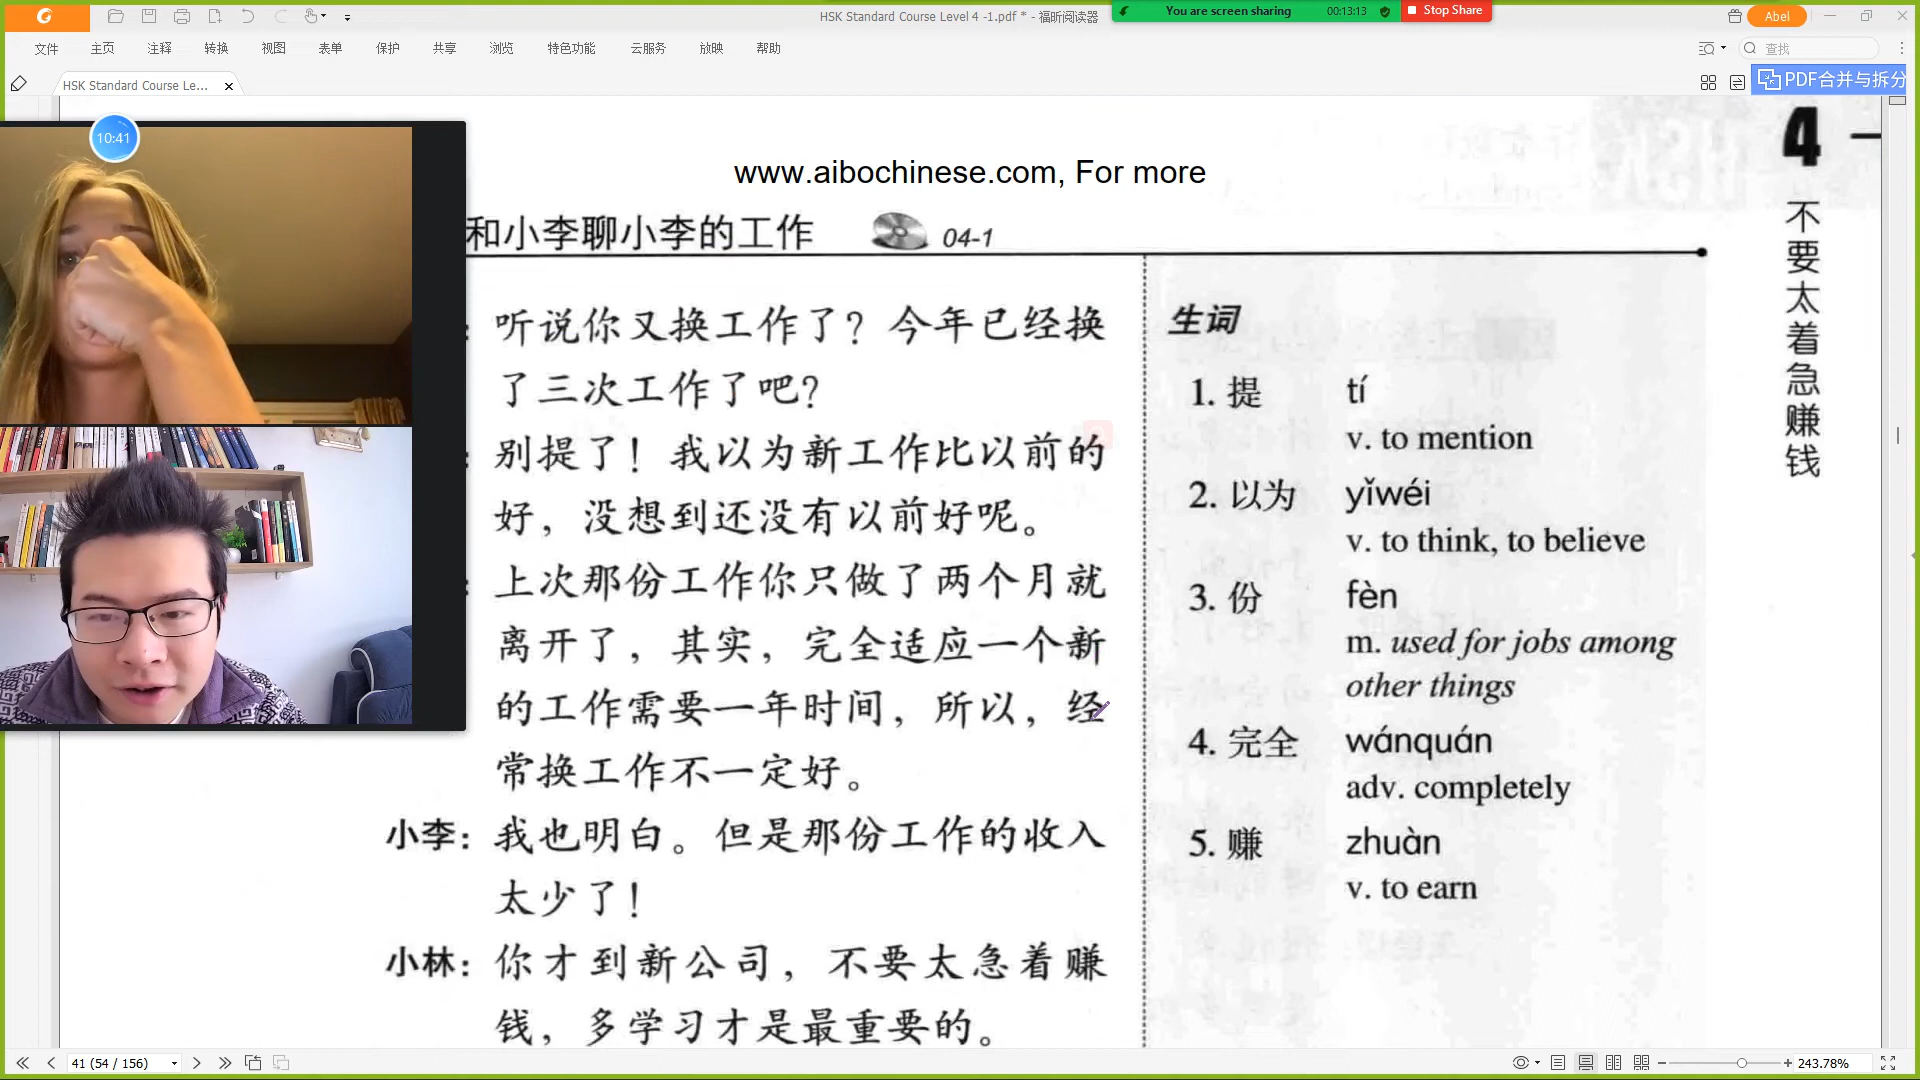 HSK Standard Course Level 4 -1.pdf * - 福昕阅读器
You are screen sharing
00:13:13
Stop Share
Abel
文件 主页 注释 转换 视图 表单 保护 共享 浏览 特色功能 云服务 放映 帮助
查找
HSK Standard Course Le...
PDF合并与拆分
10:41
www.aibochinese.com, For more
4
不要太着急赚钱
和小李聊小李的工作
04-1
听说你又换工作了？今年已经换
了三次工作了吧？
别提了！我以为新工作比以前的
好，没想到还没有以前好呢。
上次那份工作你只做了两个月就
离开了，其实，完全适应一个新
的工作需要一年时间，所以，经
常换工作不一定好。
小李：我也明白。但是那份工作的收入
太少了！
小林：你才到新公司，不要太急着赚
钱，多学习才是最重要的。
生词
1. 提 tí
v. to mention
2. 以为 yǐwéi
v. to think, to believe
3. 份 fèn
m. used for jobs among
other things
4. 完全 wánquán
adv. completely
5. 赚 zhuàn
v. to earn
41 (54 / 156)
243.78%